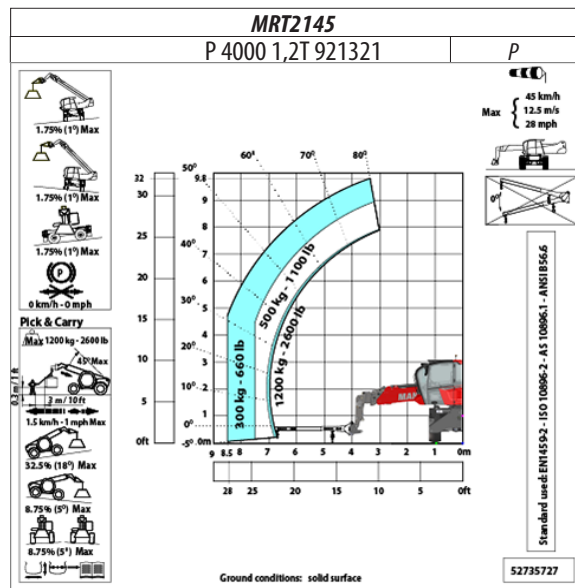 MRT2145
P 4000 1,2T 921321
P
1.75% (1°) Max
1.75% (1°) Max
1.75% (1°) Max
P
0 km/h - 0 mph
Pick & Carry
Max 1200 kg - 2600 lb
45° Max
0.3 m / 1 ft
3 m / 10 ft
1.5 km/h - 1 mph Max
32.5% (18°) Max
8.75% (5°) Max
8.75% (5°) Max
Max
45 km/h
12.5 m/s
28 mph
0°
50° 60° 70° 80°
40°
30°
20°
10°
0°
-5°
32 9.8
30 9
8
25 7
20 6
5
15 4
10 3
2
5 1
0ft 0m
300 kg - 660 lb
500 kg - 1100 lb
1200 kg - 2600 lb
MAN
9 8.5 8 7 6 5 4 3 2 1 0m
28 25 20 15 10 5 0ft
Ground conditions: solid surface
Standard used: EN1459-2 - ISO 10896-2 - AS 10896.1 - ANSI B56.6
52735727